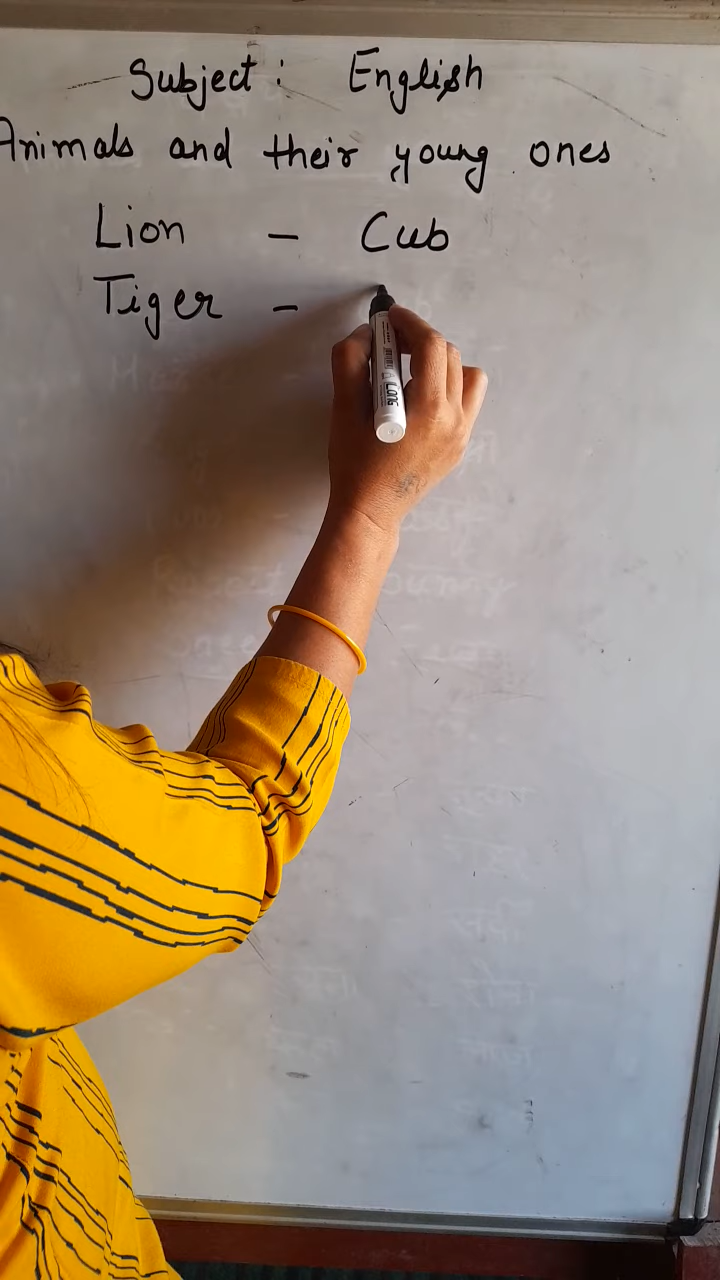 Subject : English
Animals and their young ones
Lion - Cub
Tiger -